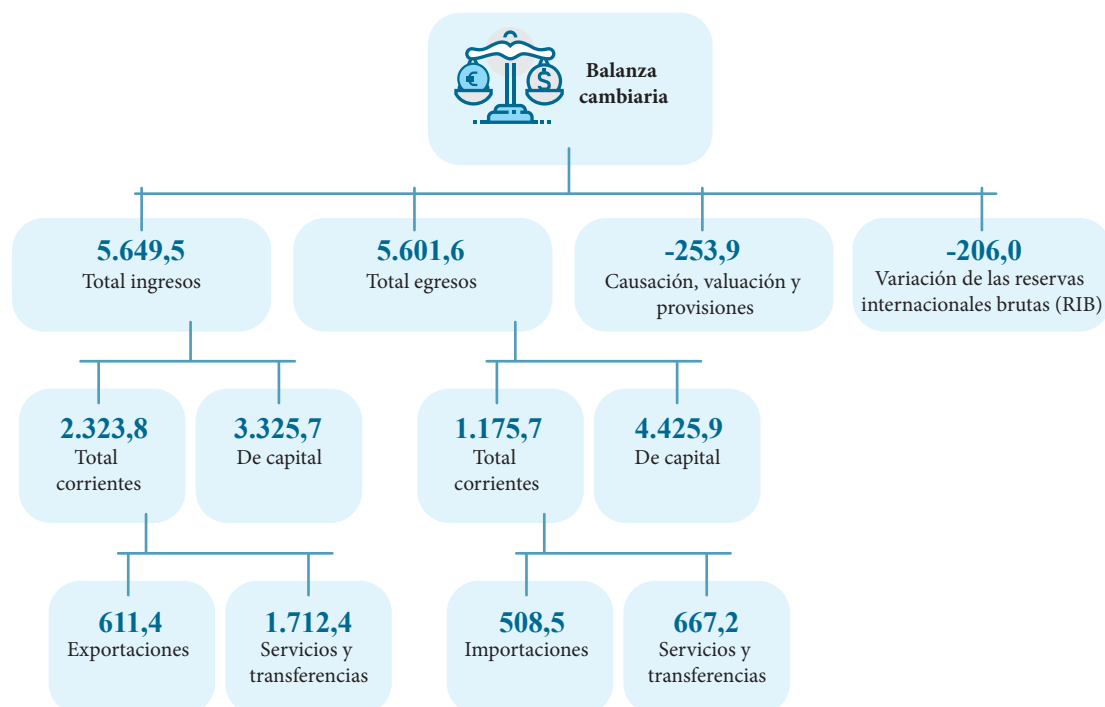 €
$
Balanza
cambiaria
5.649,5
Total ingresos
5.601,6
Total egresos
-253,9
Causación, valuación y
provisiones
-206,0
Variación de las reservas
internacionales brutas (RIB)
2.323,8
Total
corrientes
3.325,7
De capital
1.175,7
Total
corrientes
4.425,9
De capital
611,4
Exportaciones
1.712,4
Servicios y
transferencias
508,5
Importaciones
667,2
Servicios y
transferencias